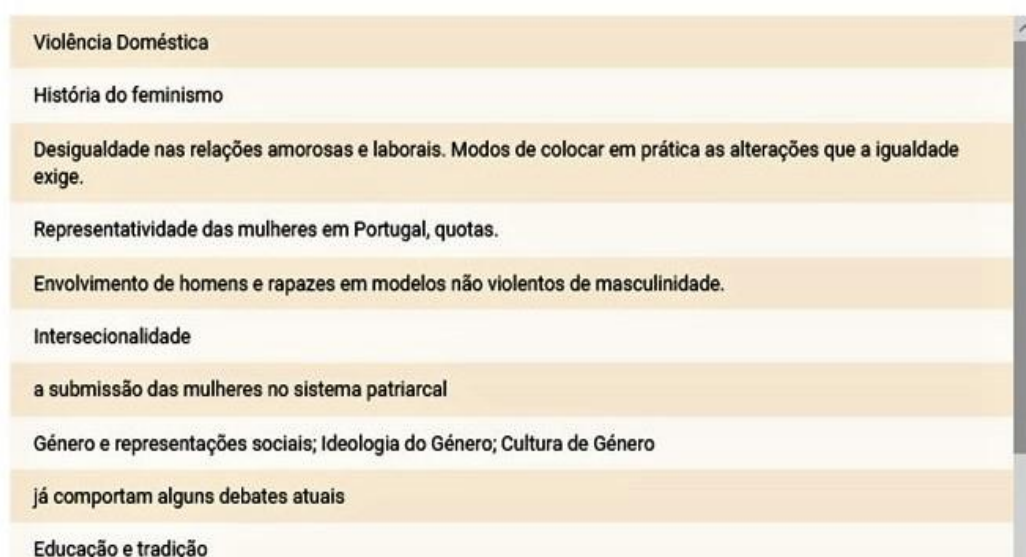 Violência Doméstica
História do feminismo
Desigualdade nas relações amorosas e laborais. Modos de colocar em prática as alterações que a igualdade
exige.
Representatividade das mulheres em Portugal, quotas.
Envolvimento de homens e rapazes em modelos não violentos de masculinidade.
Intersecionalidade
a submissão das mulheres no sistema patriarcal
Género e representações sociais; Ideologia do Género; Cultura de Género
já comportam alguns debates atuais
Educação e tradição